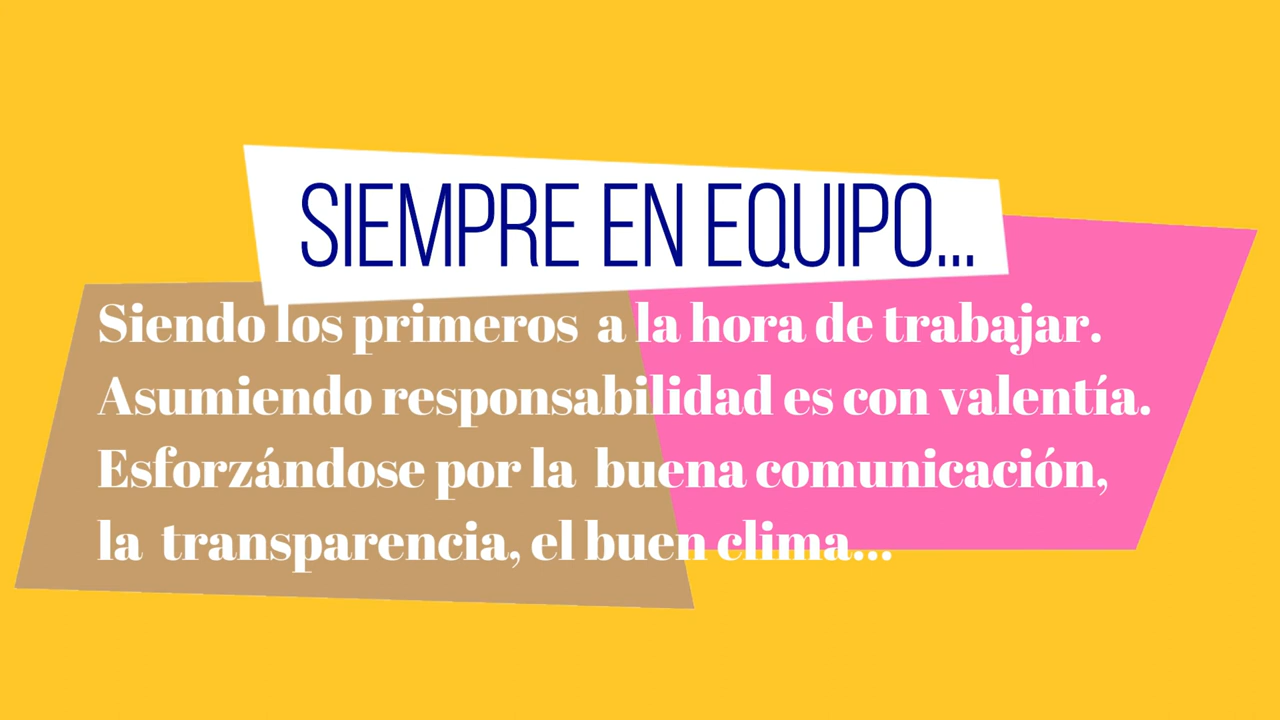 SIEMPRE EN EQUIPO...
Siendo los primeros a la hora de trabajar.
Asumiendo responsabilidad es con valentía.
Esforzándose por la buena comunicación,
la transparencia, el buen clima...